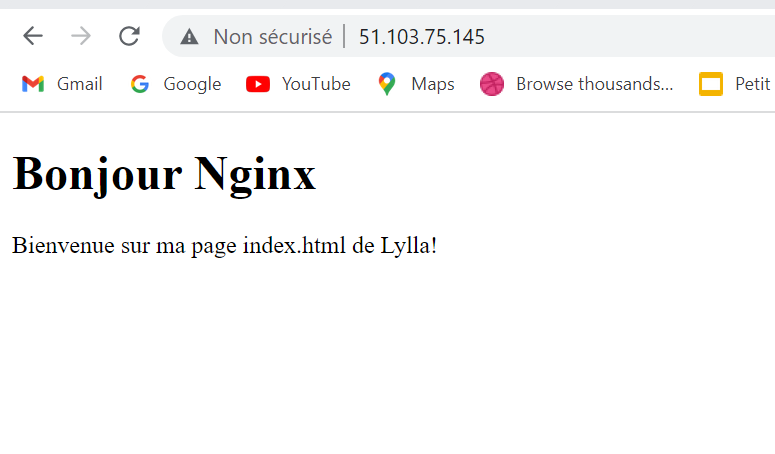 Non sécurisé 51.103.75.145
Gmail Google YouTube Maps Browse thousands... Petit
Bonjour Nginx
Bienvenue sur ma page index.html de Lylla!